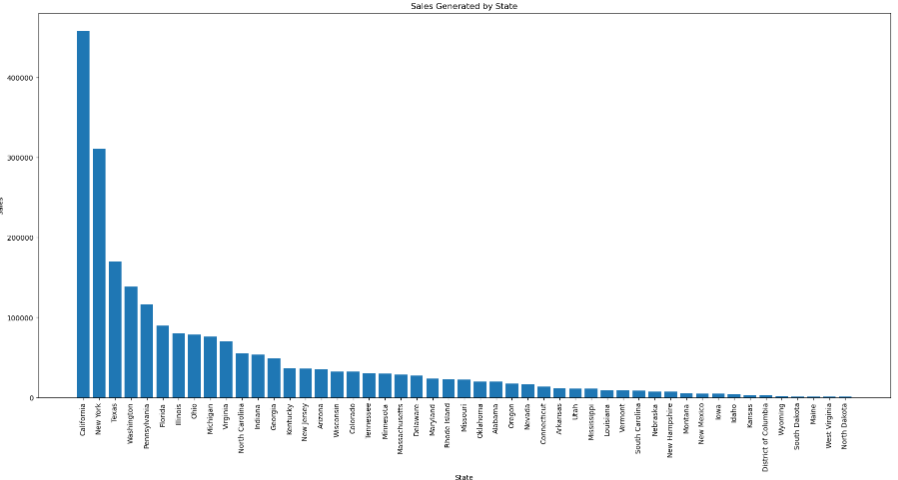 Sales Generated by State
400000
300000
200000
100000
0
Sales
California
New York
Texas
Washington
Pennsylvania
Florida
Illinois
Ohio
Michigan
Virginia
North Carolina
Indiana
Georgia
Kentucky
New Jersey
Arizona
Wisconsin
Colorado
Tennessee
Minnesota
Massachusetts
Delaware
Maryland
Rhode Island
Missouri
Oklahoma
Alabama
Oregon
Nevada
Connecticut
Arkansas
Utah
Mississippi
Louisiana
Vermont
South Carolina
Nebraska
New Hampshire
Montana
New Mexico
Iowa
Idaho
Kansas
District of Columbia
Wyoming
South Dakota
Maine
West Virginia
North Dakota
State